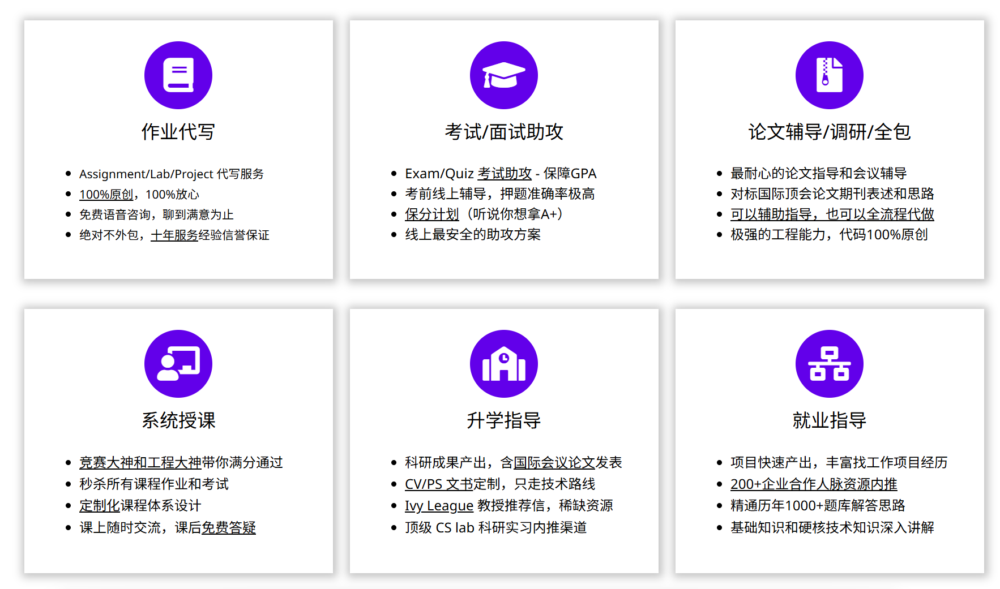 作业代写
Assignment/Lab/Project 代写服务
100%原创，100%放心
免费语音咨询，聊到满意为止
绝对不外包，十年服务经验信誉保证
考试/面试助攻
Exam/Quiz 考试助攻 - 保障GPA
考前线上辅导，押题准确率极高
保分计划（听说你想拿A+）
线上最安全的助攻方案
论文辅导/调研/全包
最耐心的论文指导和会议辅导
对标国际顶会论文期刊表述和思路
可以辅助指导，也可以全流程代做
极强的工程能力，代码100%原创
系统授课
竞赛大神和工程大神带你满分通过
秒杀所有课程作业和考试
定制化课程体系设计
课上随时交流，课后免费答疑
升学指导
科研成果产出，含国际会议论文发表
CV/PS 文书定制，只走技术路线
Ivy League 教授推荐信，稀缺资源
顶级 CS lab 科研实习内推渠道
就业指导
项目快速产出，丰富找工作项目经历
200+企业合作人脉资源内推
精通历年1000+题库解答思路
基础知识和硬核技术知识深入讲解